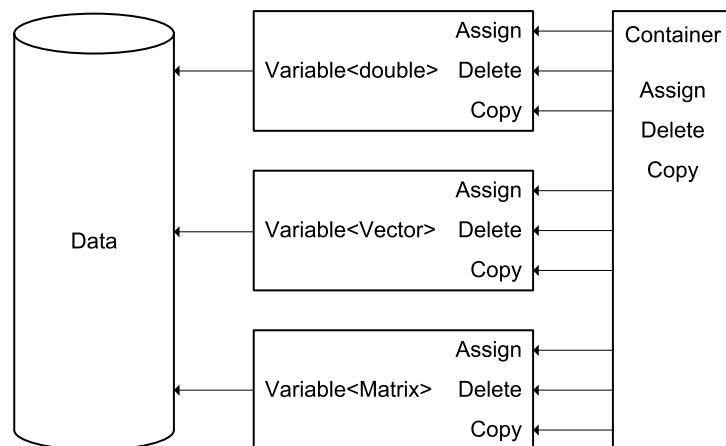 Data
Variable<double>
Assign
Delete
Copy
Variable<Vector>
Assign
Delete
Copy
Variable<Matrix>
Assign
Delete
Copy
Container
Assign
Delete
Copy